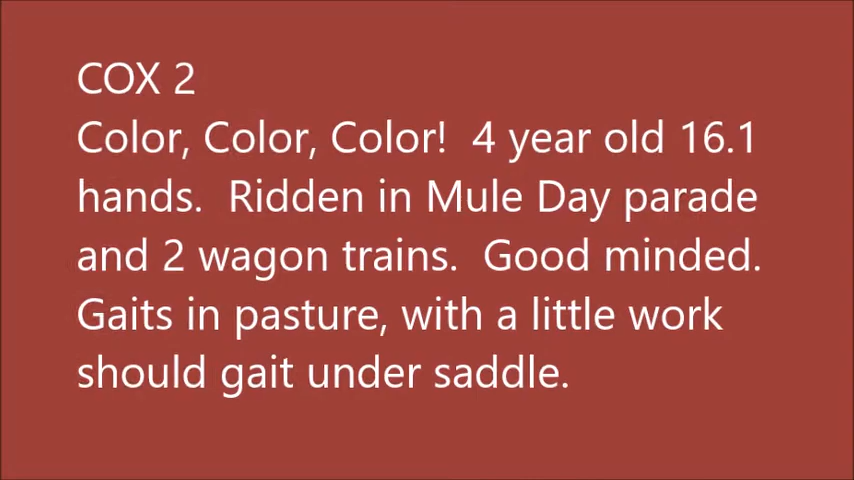 COX 2
Color, Color, Color!  4 year old 16.1
hands.  Ridden in Mule Day parade
and 2 wagon trains.  Good minded.
Gaits in pasture, with a little work
should gait under saddle.